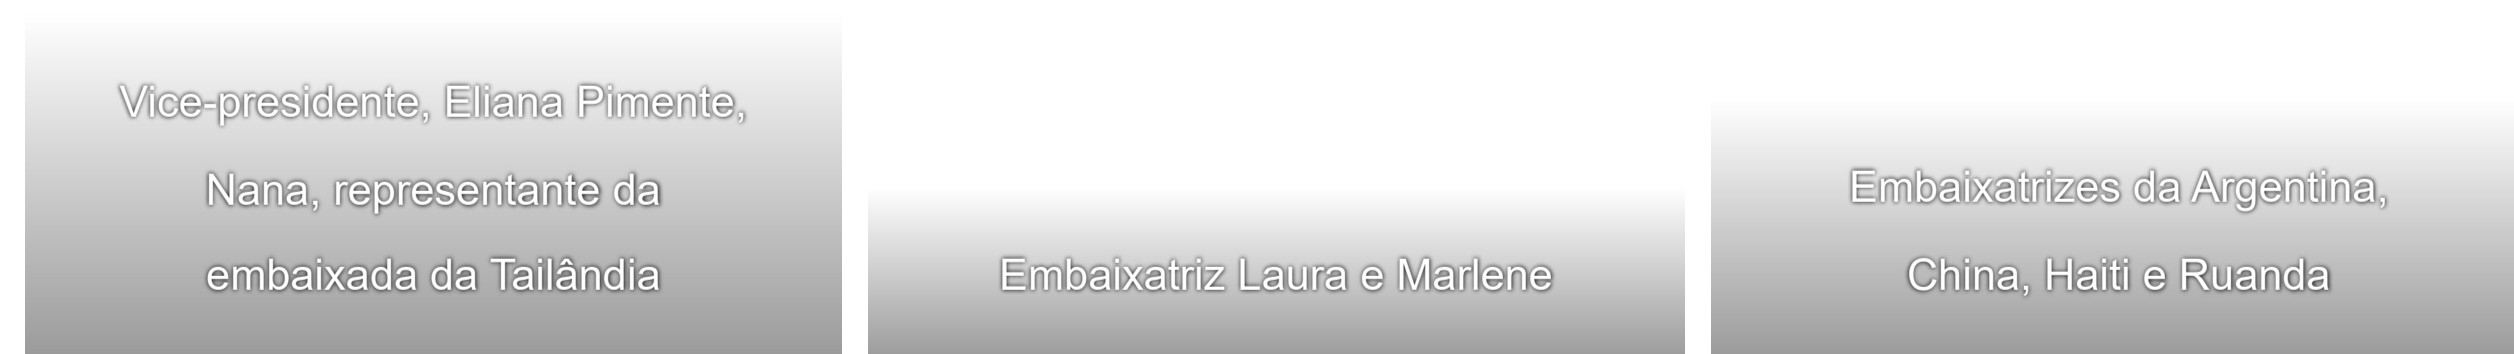 Vice-presidente, Eliana Pimente,
Nana, representante da
embaixada da Tailândia
Embaixatriz Laura e Marlene
Embaixatrizes da Argentina,
China, Haiti e Ruanda